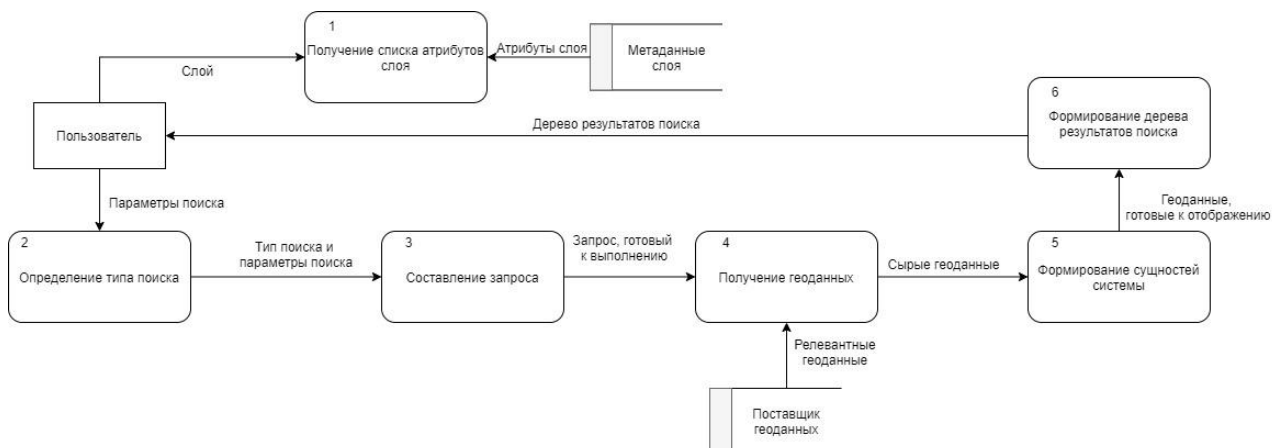 1
Получение списка атрибутов
слоя
Атрибуты слоя
Метаданные
слоя
Слой
6
Формирование дерева
результатов поиска
Дерево результатов поиска
Пользователь
Параметры поиска
Геоданные,
готовые к отображению
2
Определение типа поиска
Тип поиска и
параметры поиска
3
Составление запроса
Запрос, готовый
к выполнению
4
Получение геоданных
Сырые геоданные
5
Формирование сущностей
системы
Релевантные
геоданные
Поставщик
геоданных